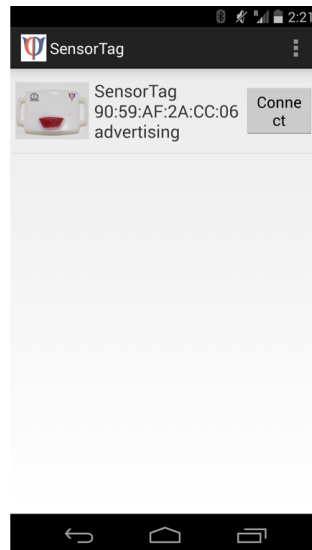 R
2:21
SensorTag
SensorTag
90:59:AF:2A:CC:06
advertising
Conne
ct